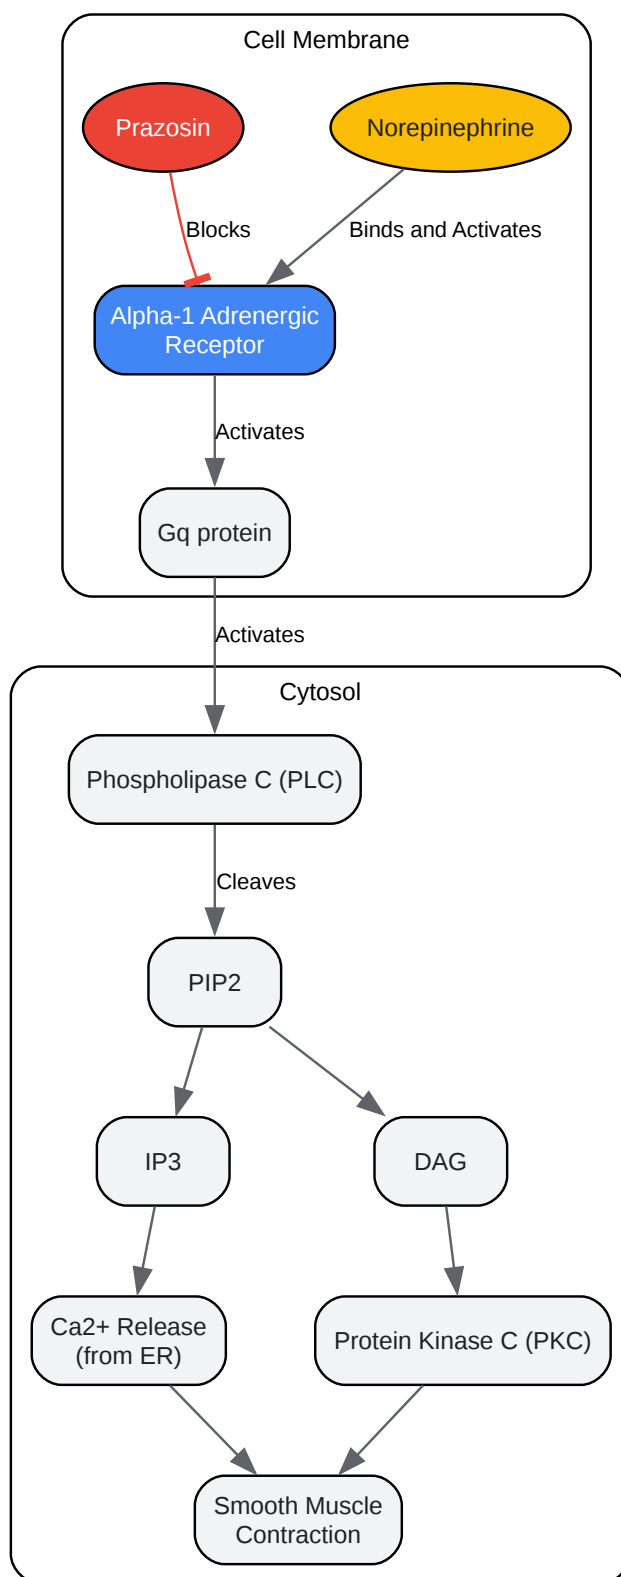 Cell Membrane
Prazosin
Norepinephrine
Blocks
Binds and Activates
Alpha-1 Adrenergic
Receptor
Activates
Gq protein
Activates
Cytosol
Phospholipase C (PLC)
Cleaves
PIP2
IP3
DAG
Ca2+ Release
(from ER)
Protein Kinase C (PKC)
Smooth Muscle
Contraction